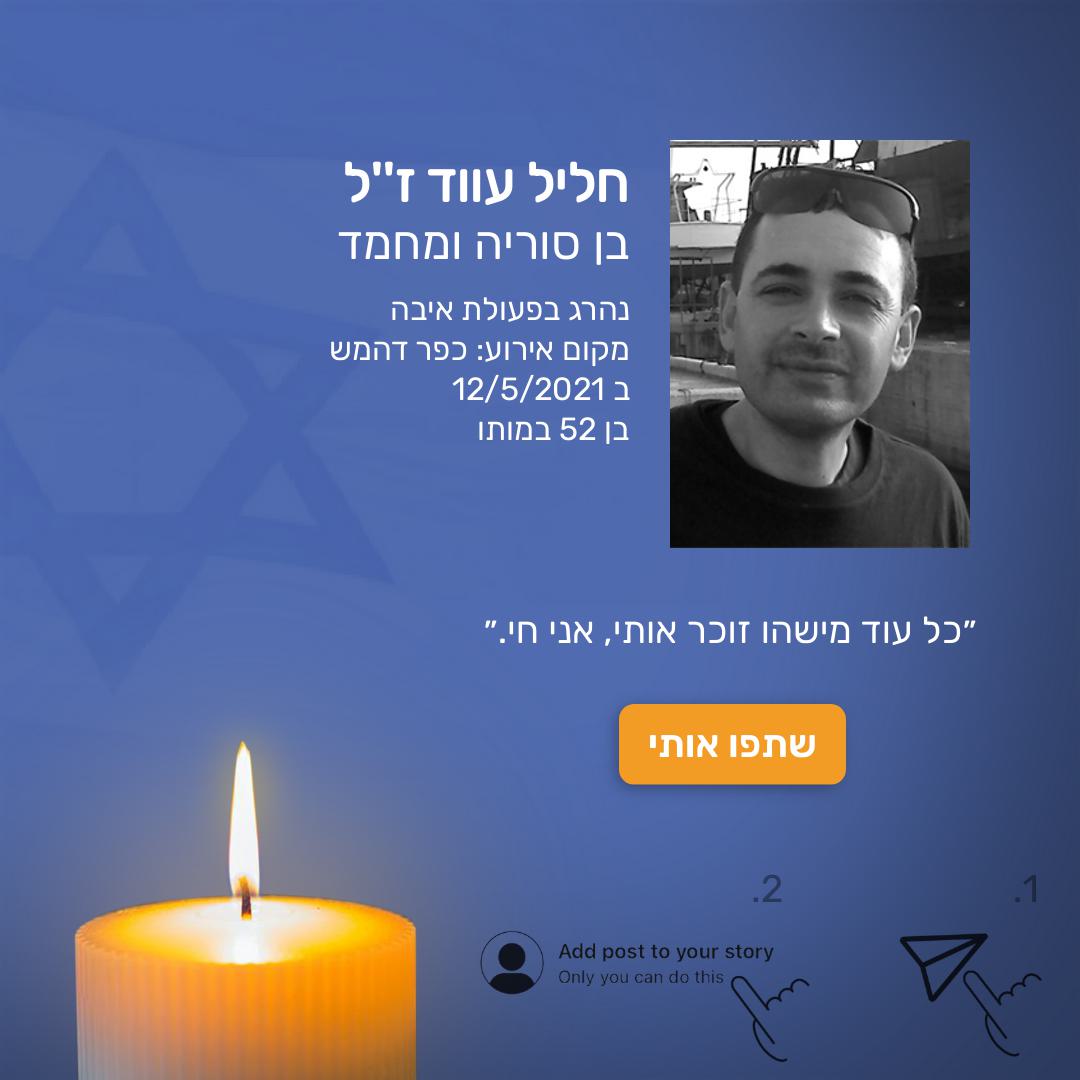 חליל עווד ז"ל
בן סוריה ומחמד
נהרג בפעולת איבה
מקום אירוע: כפר דהמש
ב 12/5/2021
בן 52 במותו
״כל עוד מישהו זוכר אותי, אני חי.״
שתפו אותי
1.
2.
Add post to your story
Only you can do this